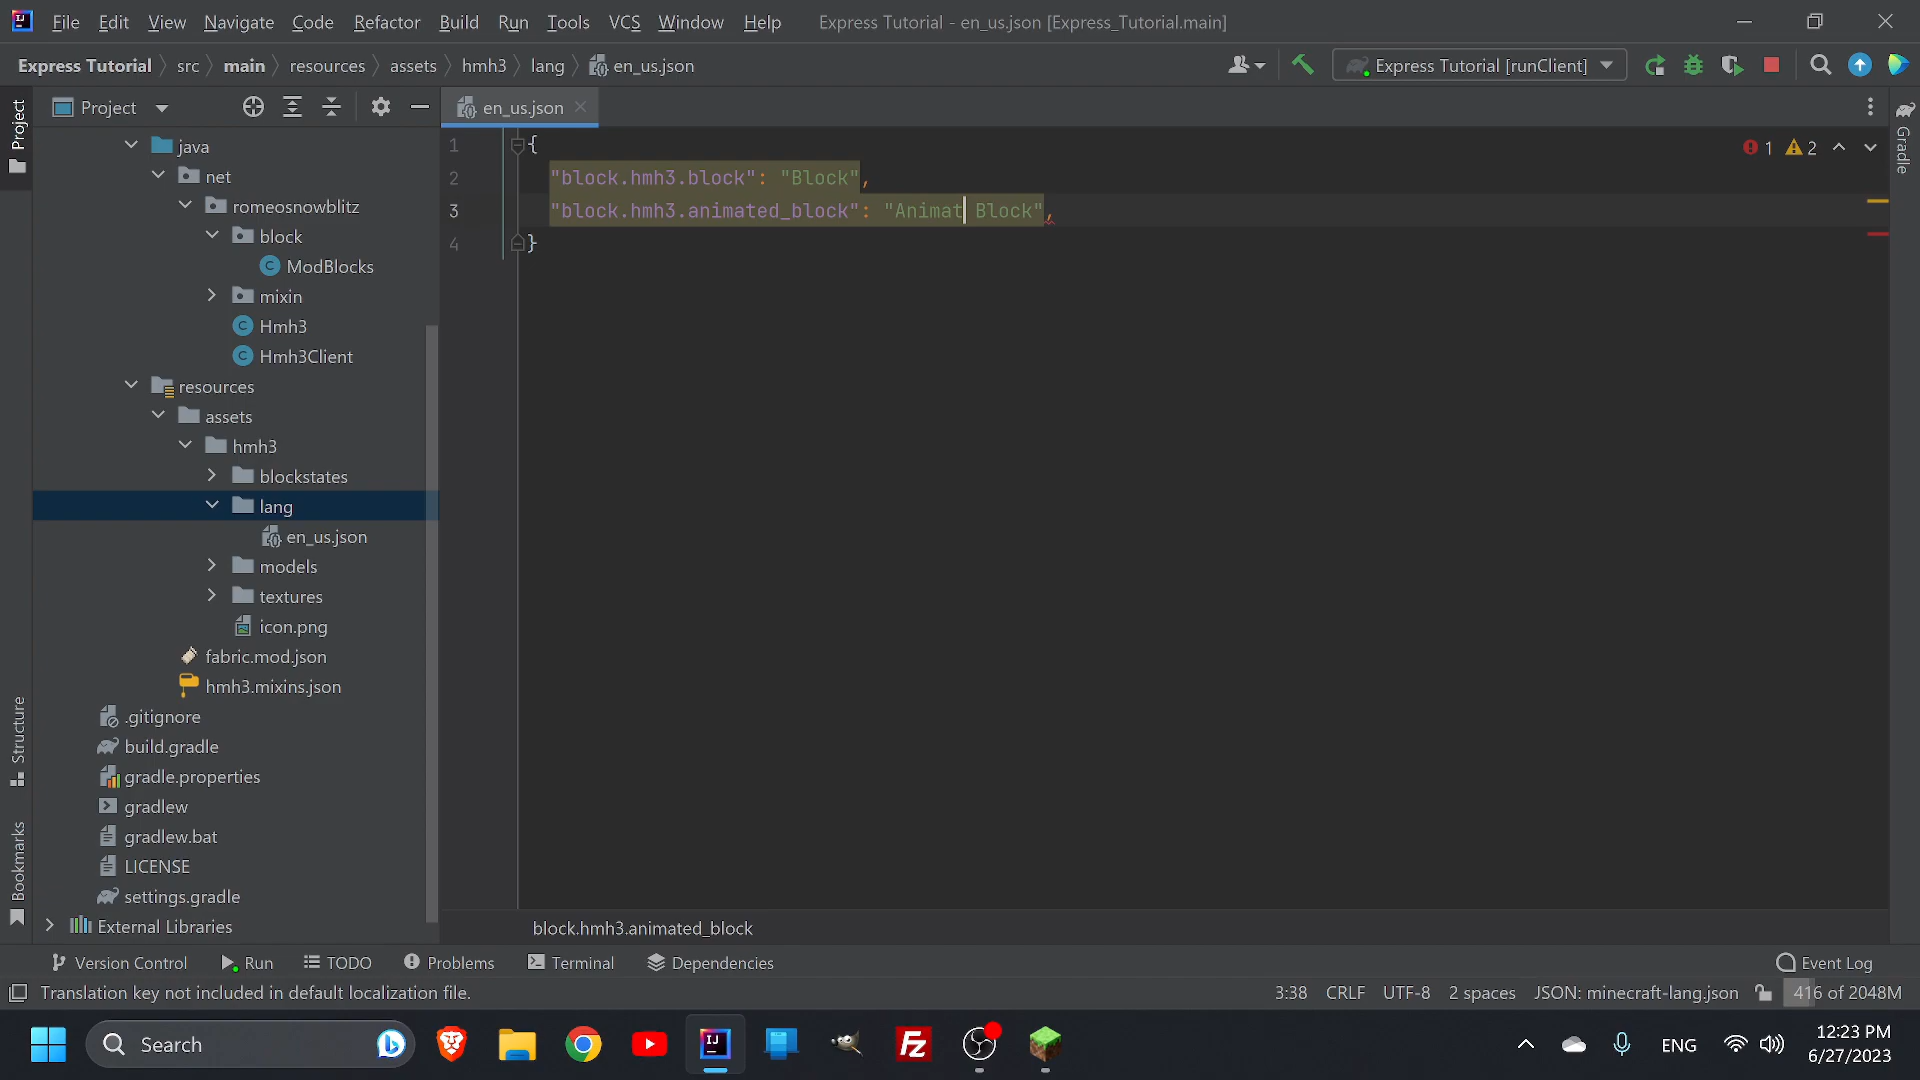 File Edit View Navigate Code Refactor Build Run Tools VCS Window Help Express Tutorial - en_us.json [Express_Tutorial.main]
Express Tutorial src main resources assets hmh3 lang en_us.json Express Tutorial [runClient]
Project
en_us.json
Project
java
net
romeosnowblitz
block
ModBlocks
mixin
Hmh3
Hmh3Client
resources
assets
hmh3
blockstates
lang
en_us.json
models
textures
icon.png
fabric.mod.json
hmh3.mixins.json
.gitignore
build.gradle
gradle.properties
gradlew
gradlew.bat
LICENSE
settings.gradle
External Libraries
Structure
Bookmarks
1 {
2 "block.hmh3.block": "Block",
3 "block.hmh3.animated_block": "Animat Block",
4 }
1 2
Gradle
block.hmh3.animated_block
Version Control Run TODO Problems Terminal Dependencies Event Log
Translation key not included in default localization file. 3:38 CRLF UTF-8 2 spaces JSON: minecraft-lang.json 416 of 2048M
Search ENG 12:23 PM
6/27/2023